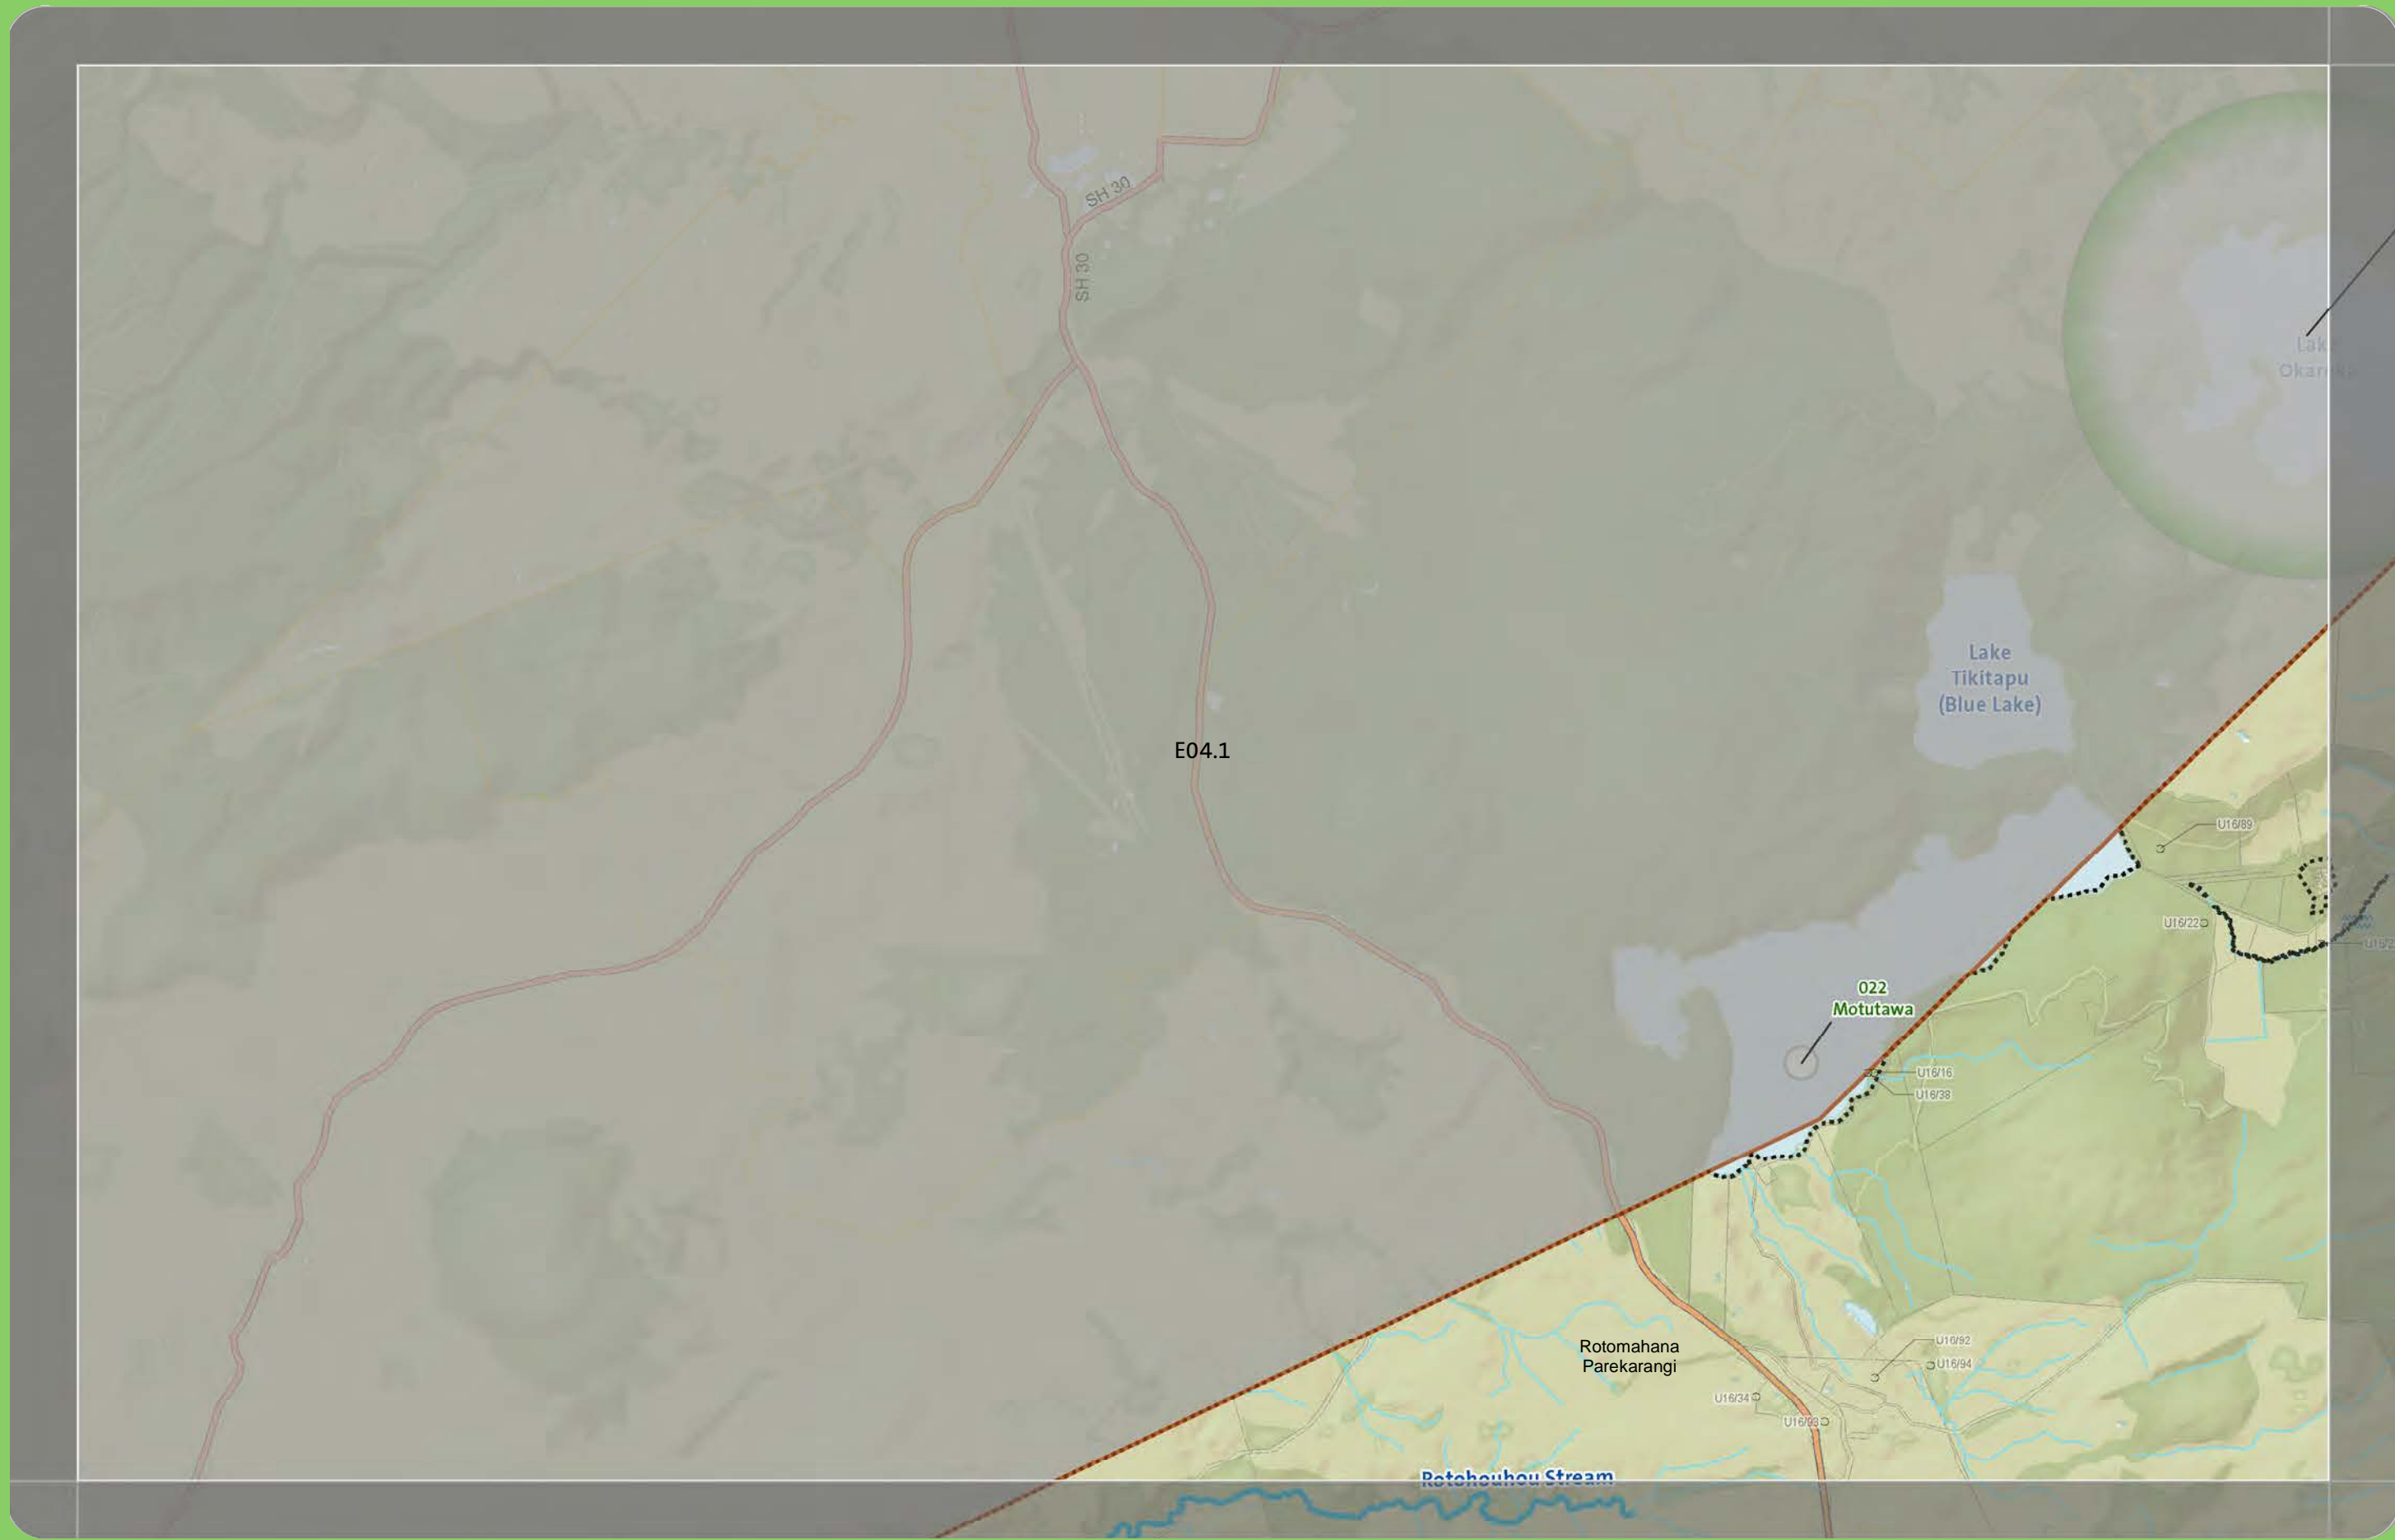 SH 30
SH 30
Lake
Tikitapu
(Blue Lake)
E04.1
U16/89
U16/22
022
Motutawa
U16/16
U16/38
Rotomahana
Parekarangi
U16/92
U16/94
U16/34
U16/93
Rotohouhou Stream